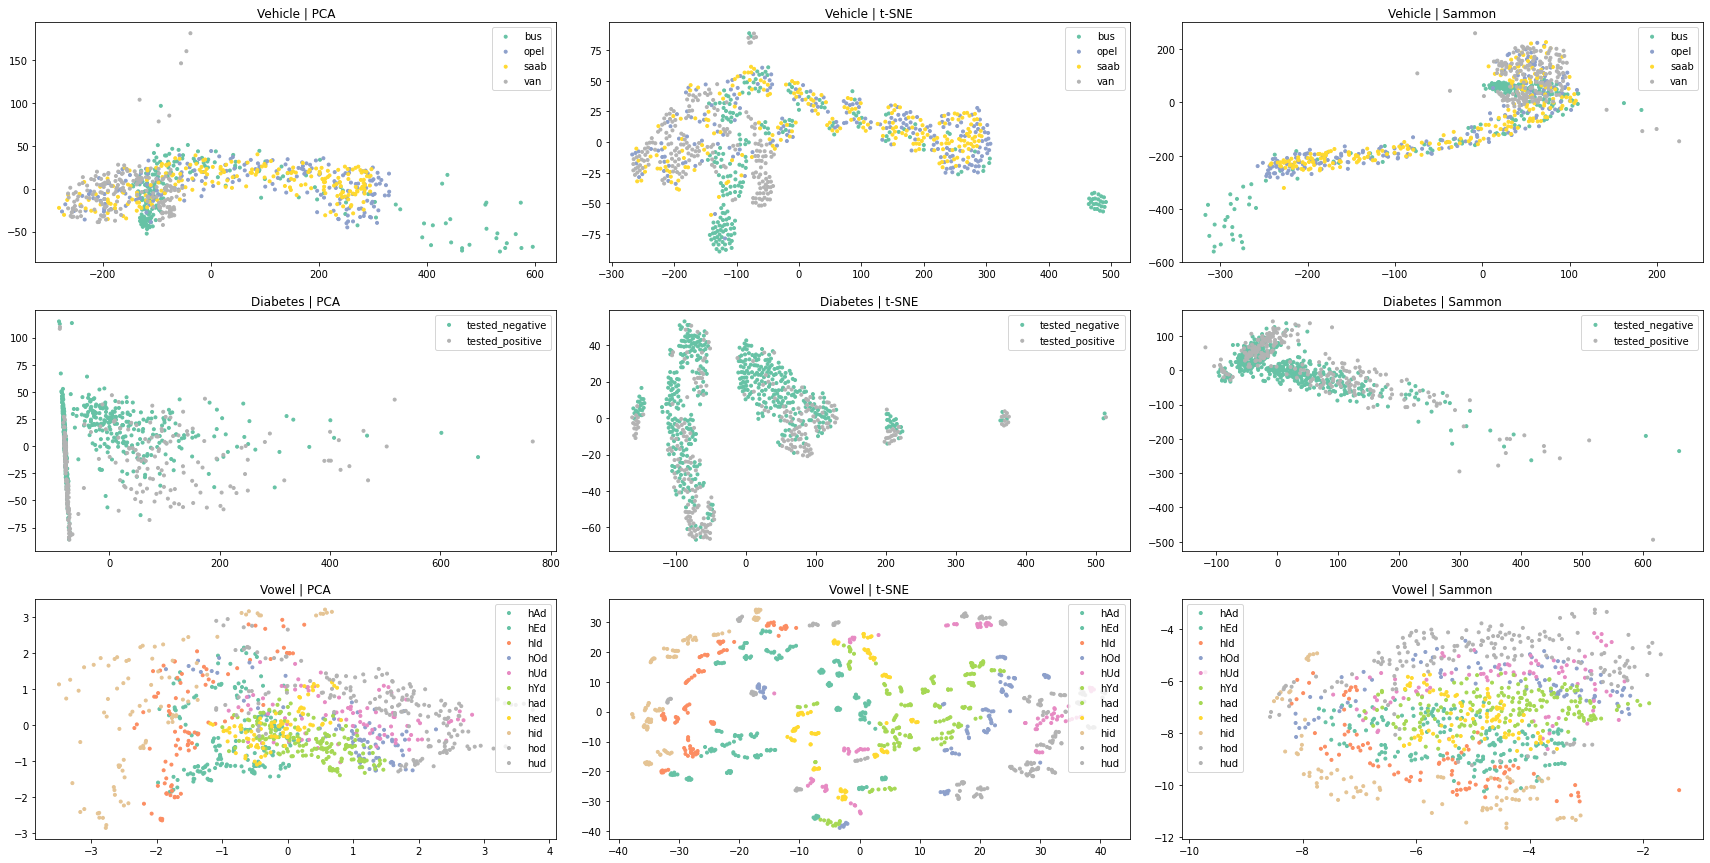 Vehicle | PCA
150
100
50
0
−50
−200
0
200
400
600
bus
opel
saab
van
Vehicle | t-SNE
75
50
25
0
−25
−50
−75
−300
−200
−100
0
100
200
300
400
500
bus
opel
saab
van
Vehicle | Sammon
200
0
−200
−400
−600
−300
−200
−100
0
100
200
bus
opel
saab
van
Diabetes | PCA
100
75
50
25
0
−25
−50
−75
0
200
400
600
800
tested_negative
tested_positive
Diabetes | t-SNE
40
20
0
−20
−40
−60
−100
0
100
200
300
400
500
tested_negative
tested_positive
Diabetes | Sammon
100
0
−100
−200
−300
−400
−500
−100
0
100
200
300
400
500
600
tested_negative
tested_positive
Vowel | PCA
3
2
1
0
−1
−2
−3
−3
−2
−1
0
1
2
3
4
hAd
hEd
hId
hOd
hUd
hYd
had
hed
hid
hod
hud
Vowel | t-SNE
30
20
10
0
−10
−20
−30
−40
−40
−30
−20
−10
0
10
20
30
40
hAd
hEd
hId
hOd
hUd
hYd
had
hed
hid
hod
hud
Vowel | Sammon
−4
−6
−8
−10
−12
−10
−8
−6
−4
−2
hAd
hEd
hId
hOd
hUd
hYd
had
hed
hid
hod
hud